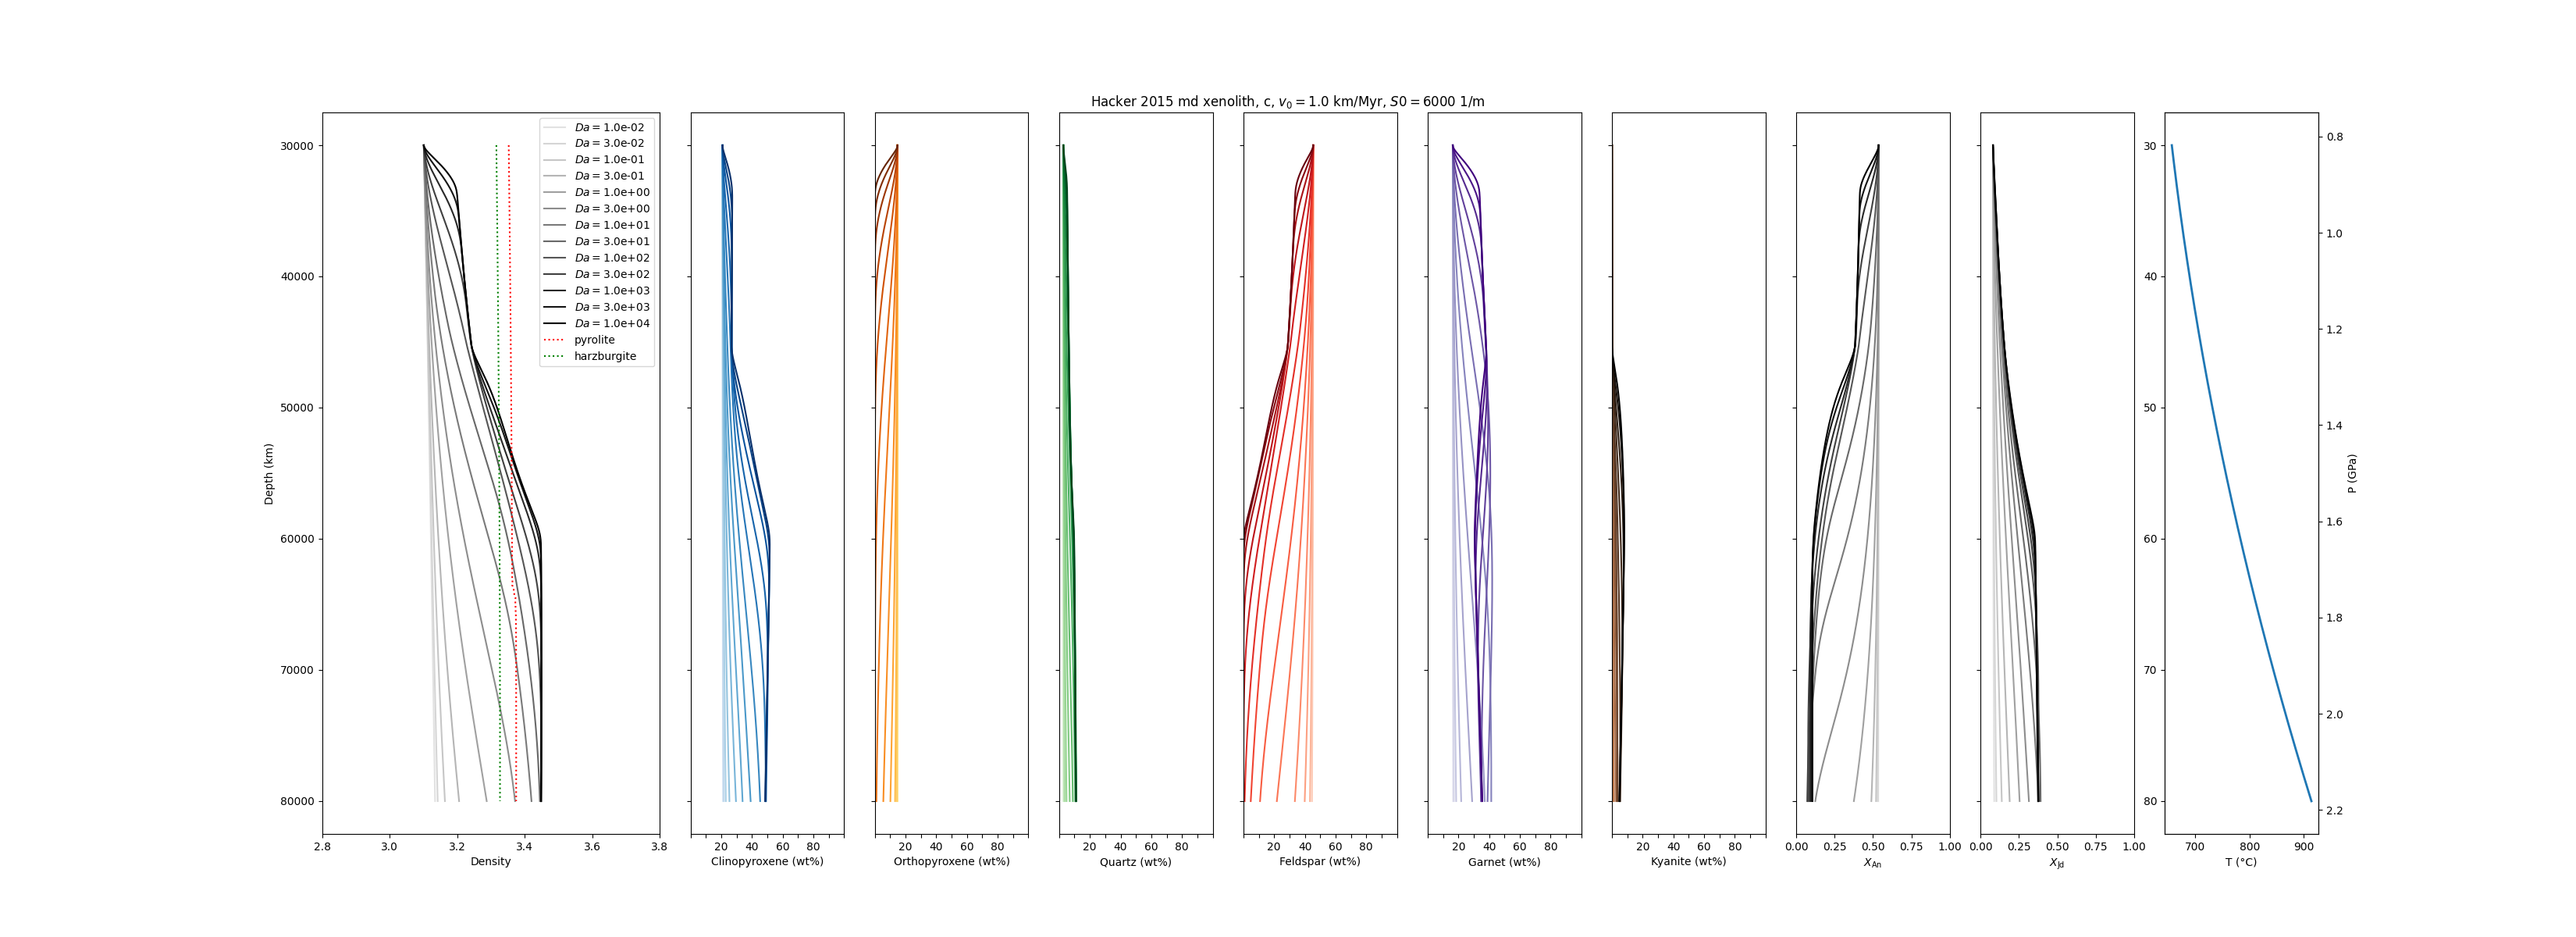 Hacker 2015 md xenolith, c, v₀ = 1.0 km/Myr, S0 = 6000 1/m
Da = 1.0e-02
Da = 3.0e-02
Da = 1.0e-01
Da = 3.0e-01
Da = 1.0e+00
Da = 3.0e+00
Da = 1.0e+01
Da = 3.0e+01
Da = 1.0e+02
Da = 3.0e+02
Da = 1.0e+03
Da = 3.0e+03
Da = 1.0e+04
pyrolite
harzburgite
30000
40000
50000
60000
70000
80000
Depth (km)
2.8 3.0 3.2 3.4 3.6 3.8
Density
20 40 60 80
Clinopyroxene (wt%)
20 40 60 80
Orthopyroxene (wt%)
20 40 60 80
Quartz (wt%)
20 40 60 80
Feldspar (wt%)
20 40 60 80
Garnet (wt%)
20 40 60 80
Kyanite (wt%)
0.00 0.25 0.50 0.75 1.00
X_An
0.00 0.25 0.50 0.75 1.00
X_Jd
30
40
50
60
70
80
700 800 900
T (°C)
0.8
1.0
1.2
1.4
1.6
1.8
2.0
2.2
P (GPa)